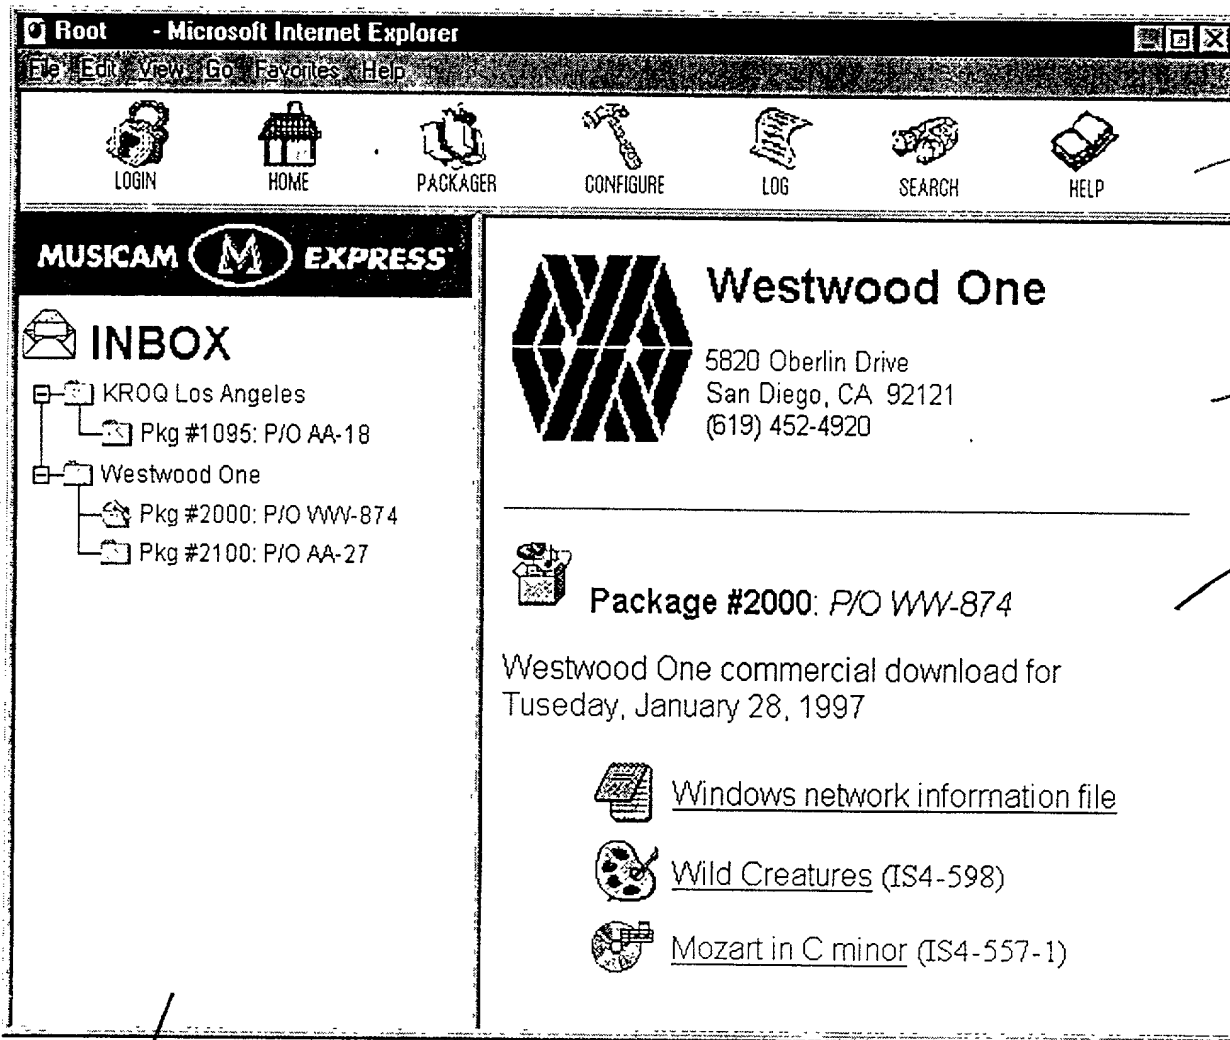 Root - Microsoft Internet Explorer
File Edit View Go Favorites Help
LOGIN HOME PACKAGER CONFIGURE LOG SEARCH HELP
MUSICAM M EXPRESS
INBOX
KROQ Los Angeles
Pkg #1095: P/O AA-18
Westwood One
Pkg #2000: P/O WW-874
Pkg #2100: P/O AA-27
Westwood One
5820 Oberlin Drive
San Diego, CA 92121
(619) 452-4920
Package #2000: P/O WW-874
Westwood One commercial download for
Tuseday, January 28, 1997
Windows network information file
Wild Creatures (IS4-598)
Mozart in C minor (IS4-557-1)